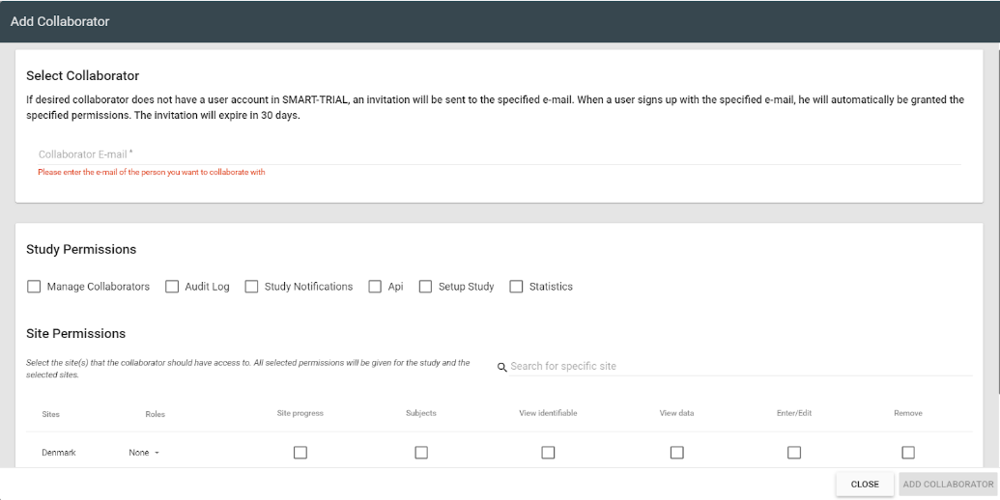 Add Collaborator
Select Collaborator
If desired collaborator does not have a user account in SMART-TRIAL, an invitation will be sent to the specified e-mail. When a user signs up with the specified e-mail, he will automatically be granted the
specified permissions. The invitation will expire in 30 days.
Collaborator E-mail *
Please enter the e-mail of the person you want to collaborate with
Study Permissions
Manage Collaborators Audit Log Study Notifications Api Setup Study Statistics
Site Permissions
Select the site(s) that the collaborator should have access to. All selected permissions will be given for the study and the
selected sites.
Search for specific site
Sites Roles Site progress Subjects View identifiable View data Enter/Edit Remove
Denmark None
CLOSE ADD COLLABORATOR